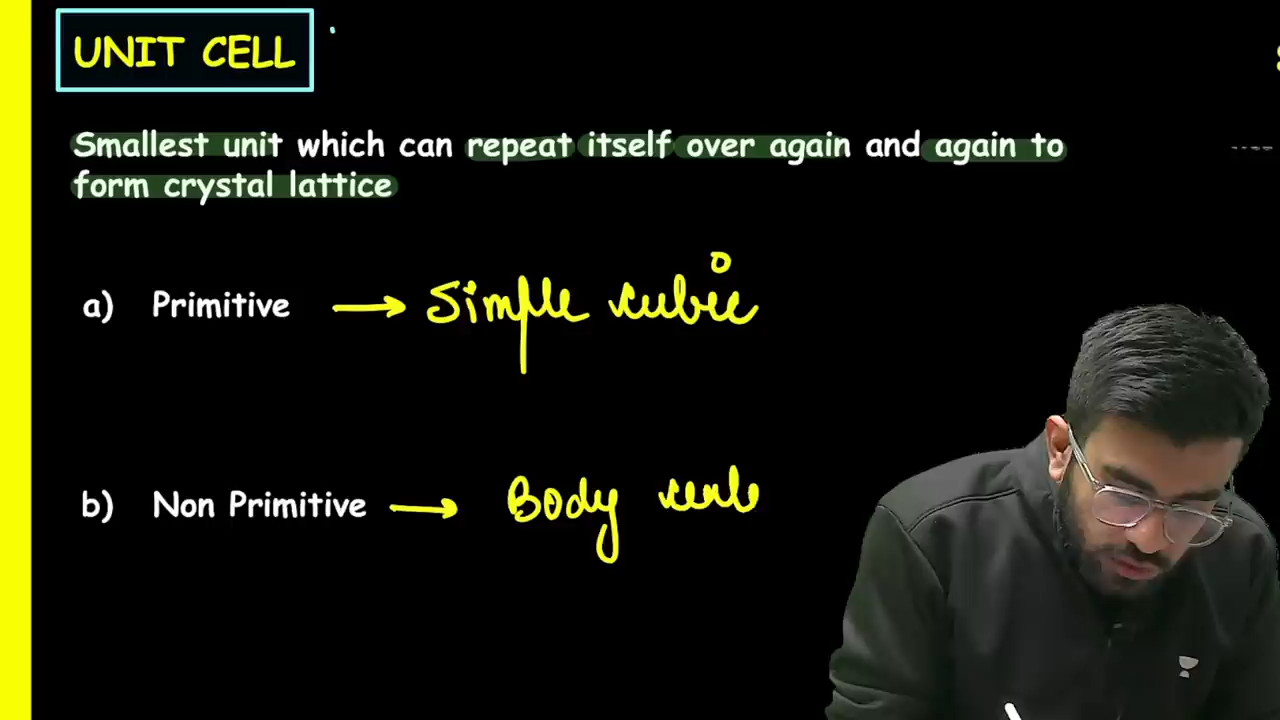 UNIT CELL
Smallest unit which can repeat itself over again and again to
form crystal lattice
a) Primitive → Simple cubic
b) Non Primitive → Body cente